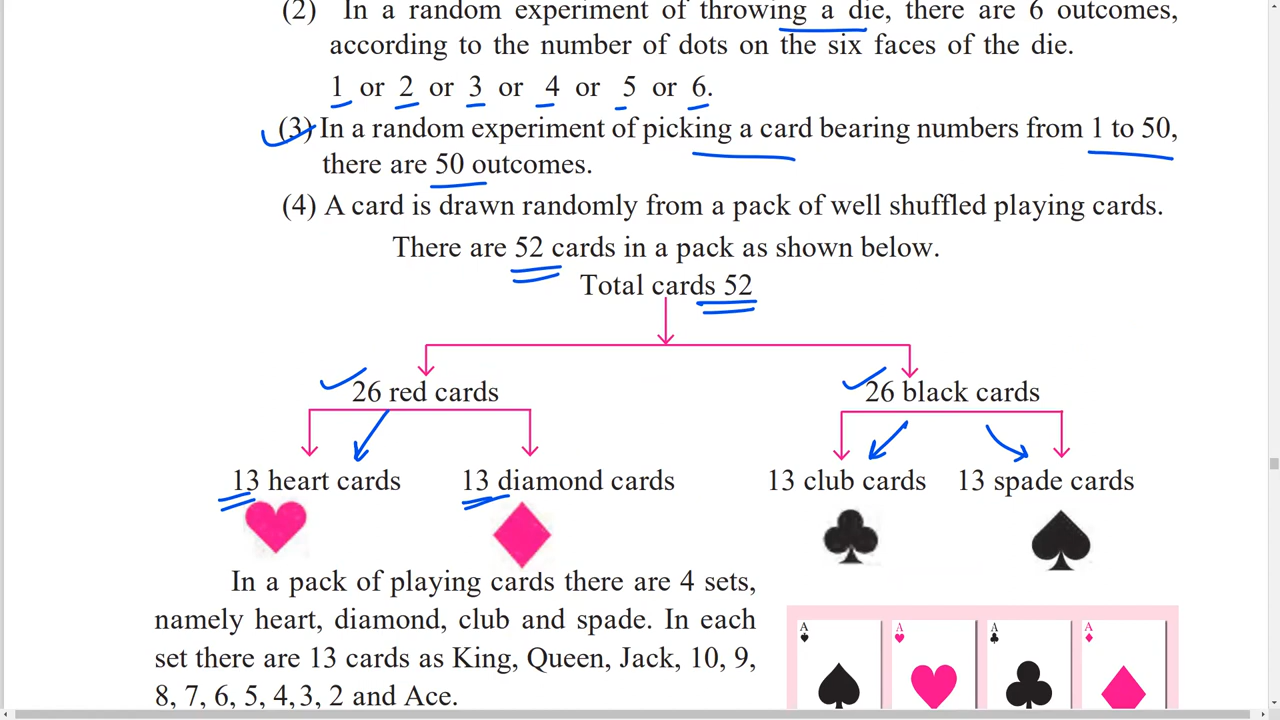 (2) In a random experiment of throwing a die, there are 6 outcomes,
according to the number of dots on the six faces of the die.
1 or 2 or 3 or 4 or 5 or 6.
(3) In a random experiment of picking a card bearing numbers from 1 to 50,
there are 50 outcomes.
(4) A card is drawn randomly from a pack of well shuffled playing cards.
There are 52 cards in a pack as shown below.
Total cards 52
26 red cards 26 black cards
13 heart cards 13 diamond cards 13 club cards 13 spade cards
In a pack of playing cards there are 4 sets,
namely heart, diamond, club and spade. In each
set there are 13 cards as King, Queen, Jack, 10, 9,
8, 7, 6, 5, 4,3, 2 and Ace.
A A A A